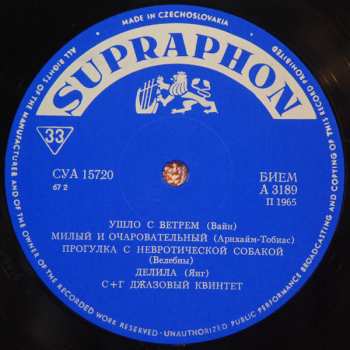 MADE IN CZECHOSLOVAKIA
ALL RIGHTS OF THE MANUFACTURER AND OF THE OWNER OF THE RECORDED WORK RESERVED - UNAUTHORIZED PUBLIC PERFORMANCE BROADCASTING AND COPYING OF THIS RECORD PROHIBITED
SUPRAPHON
33
СУА 15720
67 2
БИЕМ
А 3189
П 1965
УШЛО С ВЕТРЕМ (Вайн)
МИЛЫЙ И ОЧАРОВАТЕЛЬНЫЙ (Арнхайм-Тобиас)
ПРОГУЛКА С НЕВРОТИЧЕСКОЙ СОБАКОЙ
(Велебны)
ДЕЛИЛА (Янг)
С+Г ДЖАЗОВЫЙ КВИНТЕТ